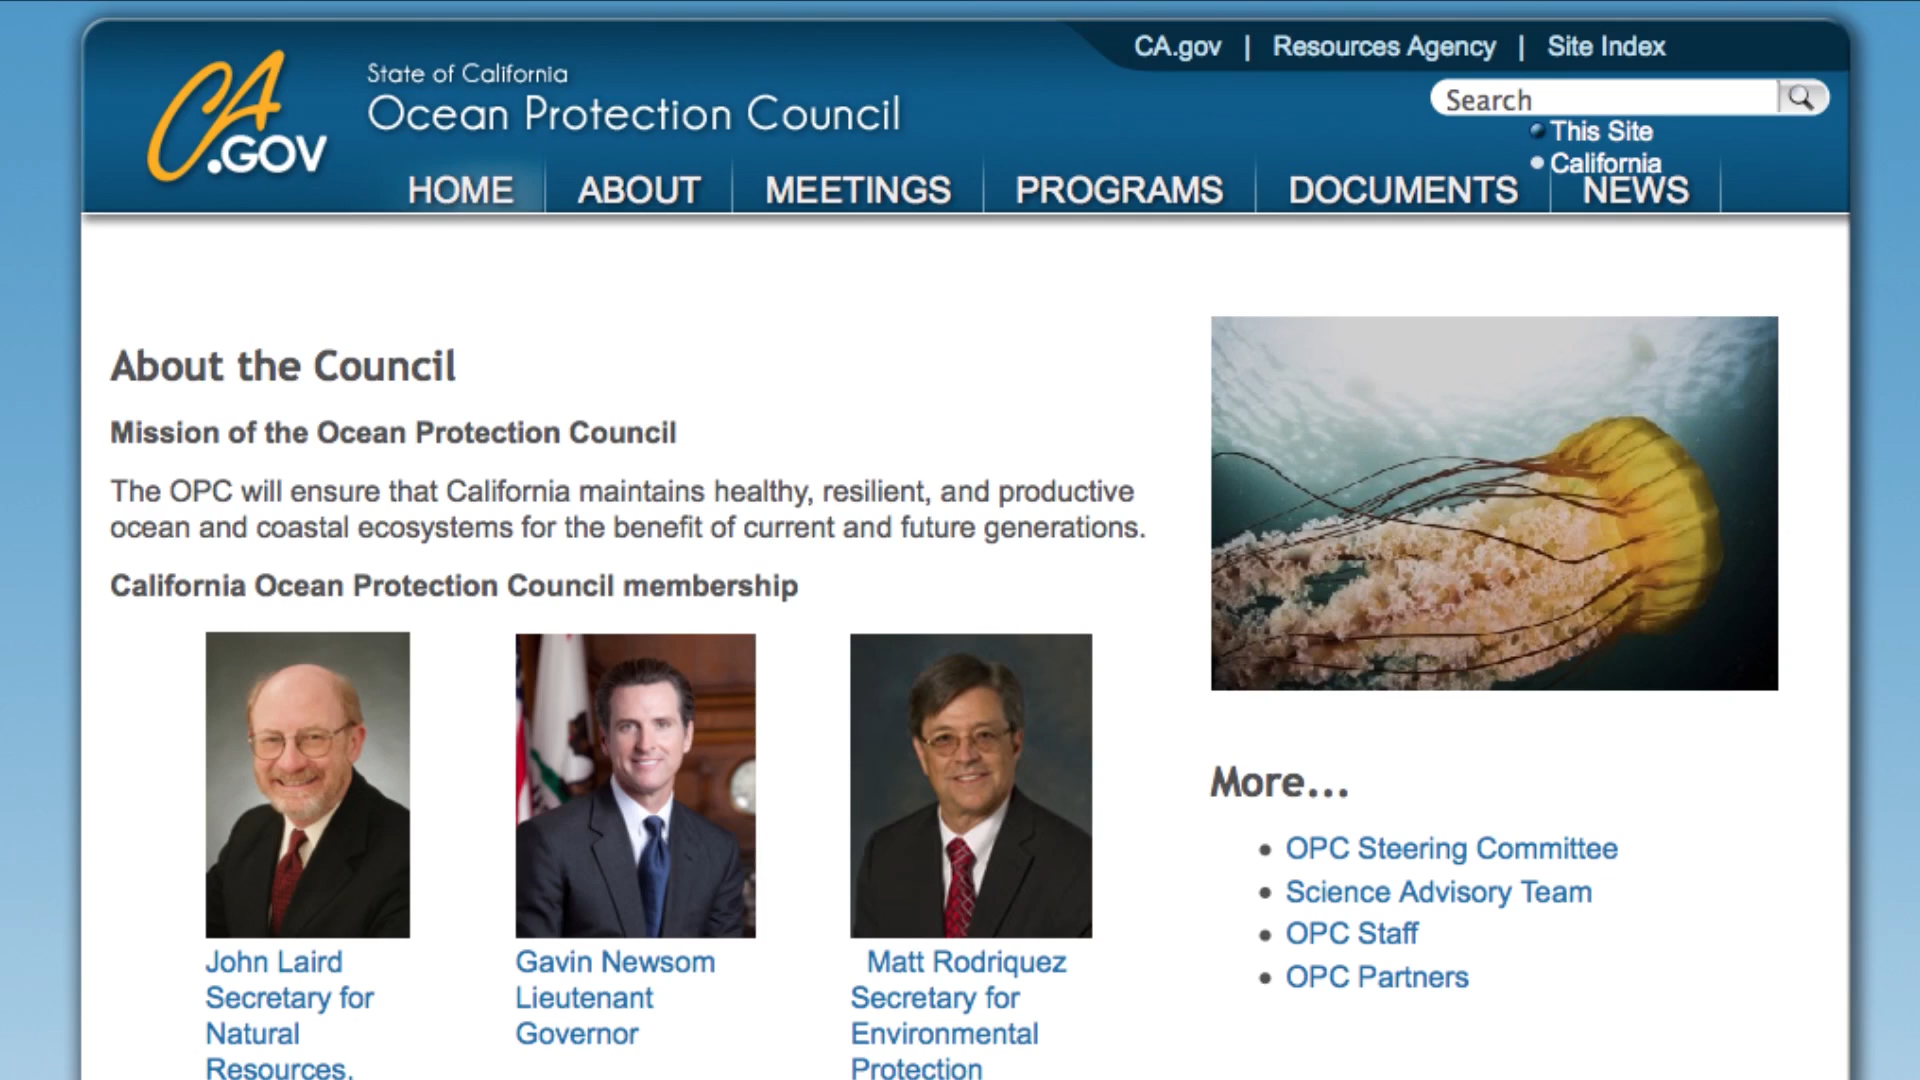 CA.gov | Resources Agency | Site Index
CA.GOV
State of California
Ocean Protection Council
Search
This Site
California
HOME ABOUT MEETINGS PROGRAMS DOCUMENTS NEWS
About the Council
Mission of the Ocean Protection Council
The OPC will ensure that California maintains healthy, resilient, and productive
ocean and coastal ecosystems for the benefit of current and future generations.
California Ocean Protection Council membership
John Laird
Secretary for
Natural
Resources,
Gavin Newsom
Lieutenant
Governor
Matt Rodriquez
Secretary for
Environmental
Protection
More...
OPC Steering Committee
Science Advisory Team
OPC Staff
OPC Partners